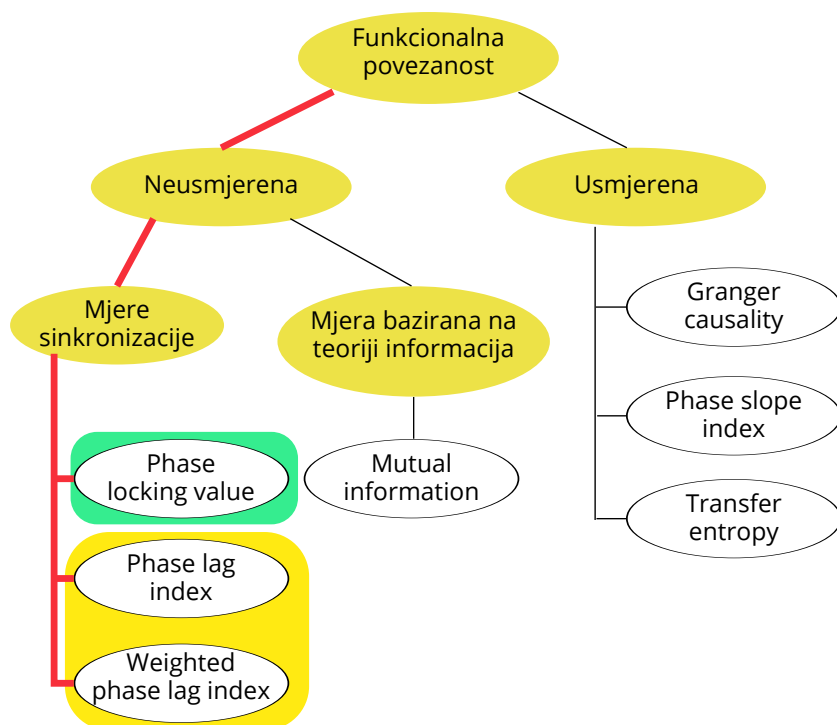 Funkcionalna
povezanost
Neusmjerena
Usmjerena
Mjere
sinkronizacije
Mjera bazirana na
teoriji informacija
Granger
causality
Phase slope
index
Transfer
entropy
Phase
locking value
Mutual
information
Phase lag
index
Weighted
phase lag index